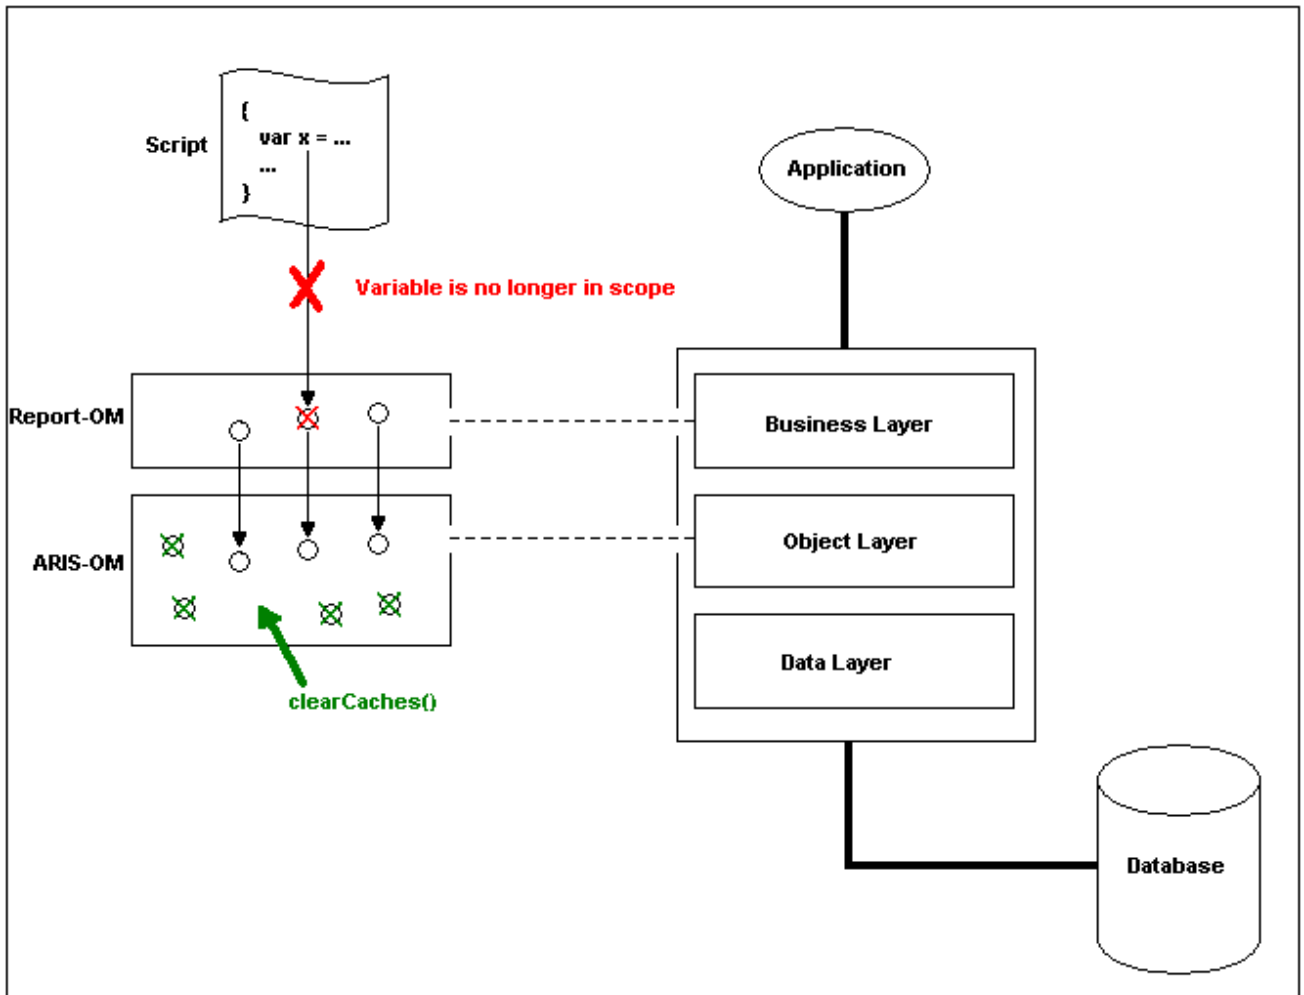 {
var x = ...
...
}
Script
Application
Variable is no longer in scope
Report-OM
Business Layer
Object Layer
ARIS-OM
Data Layer
clearCaches()
Database